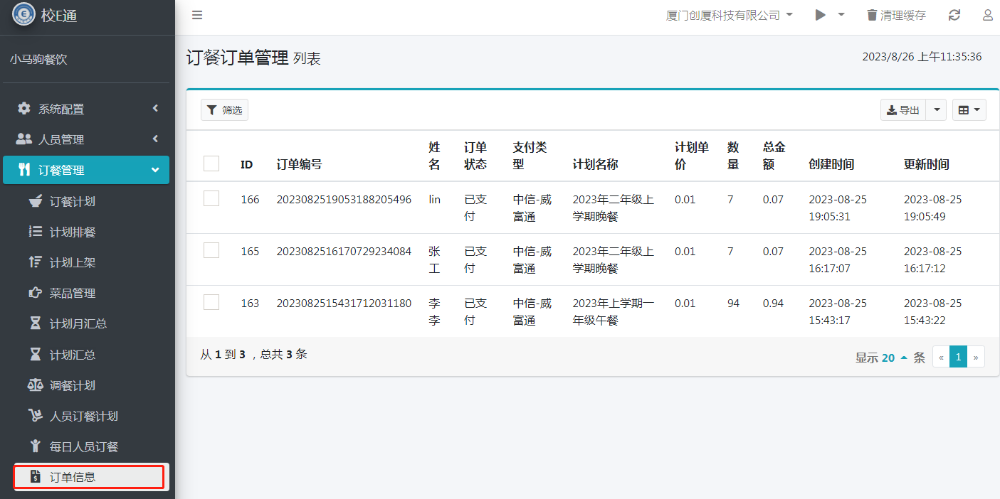 校E通
厦门创厦科技有限公司
清理缓存
小马驹餐饮
系统配置
人员管理
订餐管理
订餐计划
计划排餐
计划上架
菜品管理
计划月汇总
计划汇总
调餐计划
人员订餐计划
每日人员订餐
订单信息
订餐订单管理 列表
2023/8/26 上午11:35:36
筛选
导出
ID
订单编号
姓
名
订单
状态
支付类
型
计划名称
计划单
价
数
量
总金
额
创建时间
更新时间
166
2023082519053188205496
lin
已支
付
中信-威
富通
2023年二年级上
学期晚餐
0.01
7
0.07
2023-08-25
19:05:31
2023-08-25
19:05:49
165
2023082516170729234084
张
工
已支
付
中信-威
富通
2023年二年级上
学期晚餐
0.01
7
0.07
2023-08-25
16:17:07
2023-08-25
16:17:12
163
2023082515431712031180
李
李
已支
付
中信-威
富通
2023年上学期一
年级午餐
0.01
94
0.94
2023-08-25
15:43:17
2023-08-25
15:43:22
从 1 到 3 ，总共 3 条
显示 20 条
« 1 »